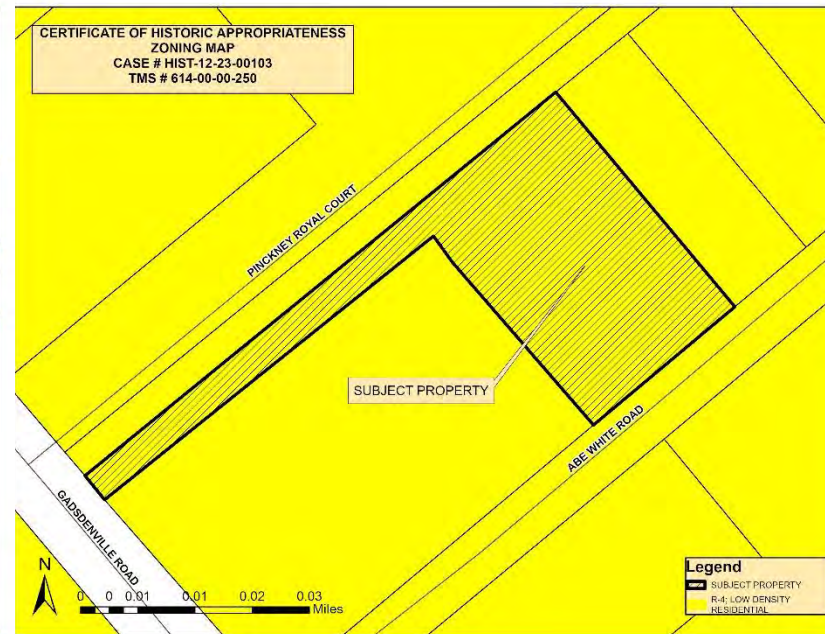 CERTIFICATE OF HISTORIC APPROPRIATENESS
ZONING MAP
CASE # HIST-12-23-00103
TMS # 614-00-00-250
PINCKNEY ROYAL COURT
SUBJECT PROPERTY
ABE WHITE ROAD
GADSDENVILLE ROAD
N
0 0 0.01 0.01 0.02 0.03
Miles
Legend
SUBJECT PROPERTY
R-4; LOW DENSITY
RESIDENTIAL